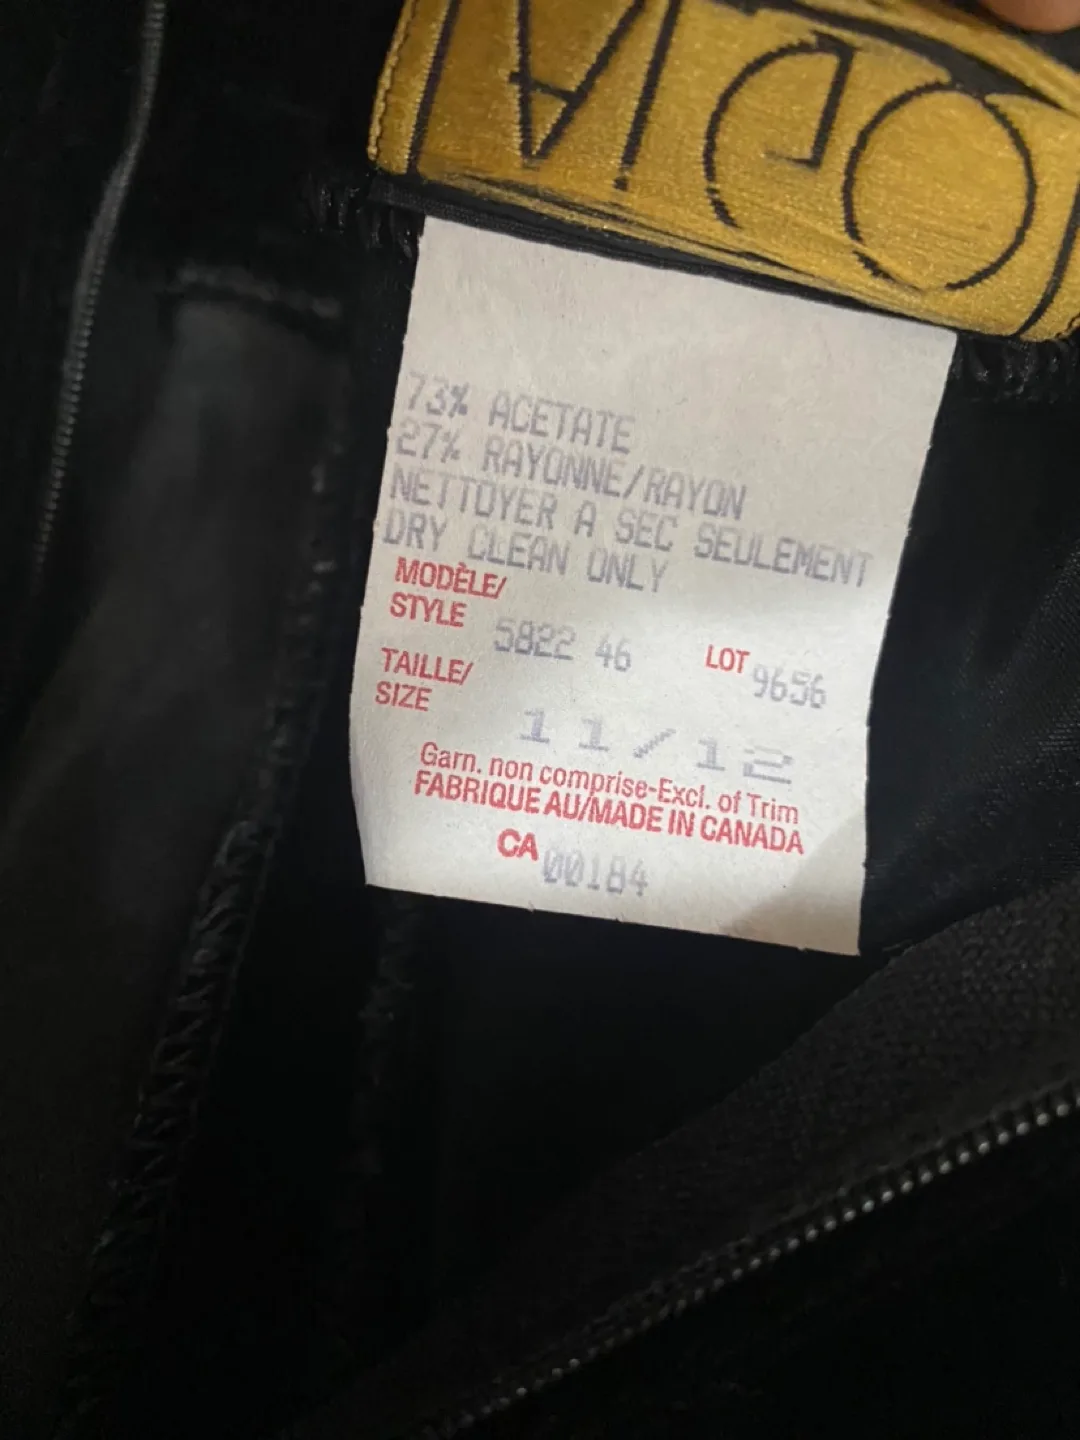 73% ACETATE
27% RAYONNE/RAYON
NETTOYER A SEC SEULEMENT
DRY CLEAN ONLY
MODÈLE/
STYLE 5822 46 LOT 9656
TAILLE/
SIZE 11/12
Garn. non comprise-Excl. of Trim
FABRIQUE AU/MADE IN CANADA
CA 00184